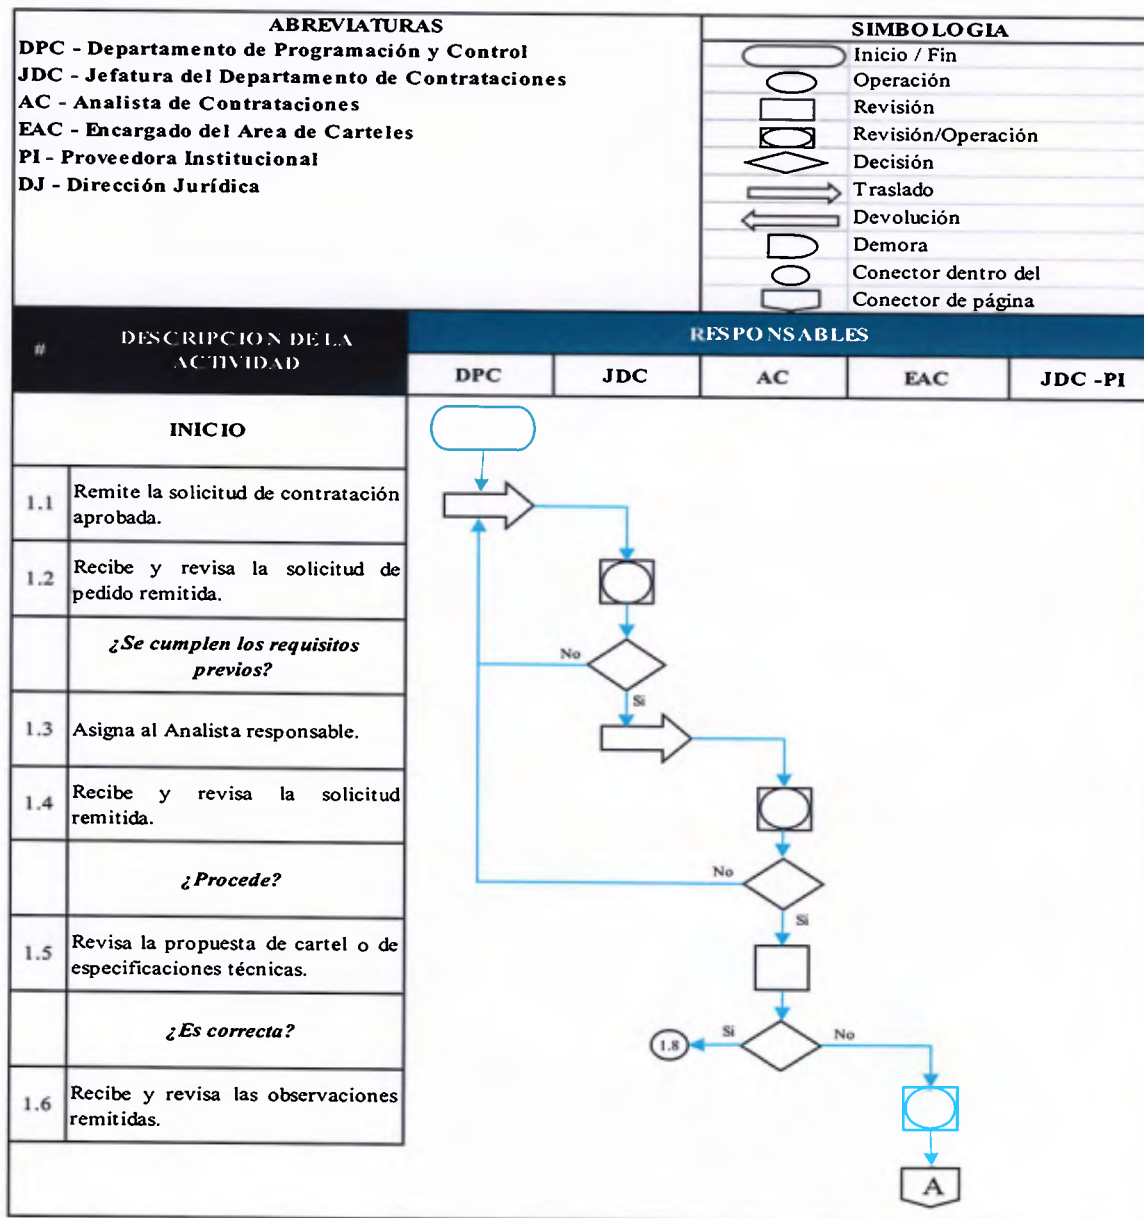 ABREVIATURAS
DPC - Departamento de Programación y Control
JDC - Jefatura del Departamento de Contrataciones
AC - Analista de Contrataciones
EAC - Encargado del Area de Carteles
PI - Proveedora Institucional
DJ - Dirección Jurídica
SIMBOLOGIA
Inicio / Fin
Operación
Revisión
Revisión/Operación
Decisión
Traslado
Devolución
Demora
Conector dentro del
Conector de página
#
DESCRIPCION DE LA
ACTIVIDAD
RESPONSABLES
DPC
JDC
AC
EAC
JDC -PI
INICIO
1.1
Remite la solicitud de contratación
aprobada.
1.2
Recibe y revisa la solicitud de
pedido remitida.
¿Se cumplen los requisitos
previos?
No
Si
1.3
Asigna al Analista responsable.
1.4
Recibe y revisa la solicitud
remitida.
¿Procede?
No
Si
1.5
Revisa la propuesta de cartel o de
especificaciones técnicas.
¿Es correcta?
1.8
Si
No
1.6
Recibe y revisa las observaciones
remitidas.
A